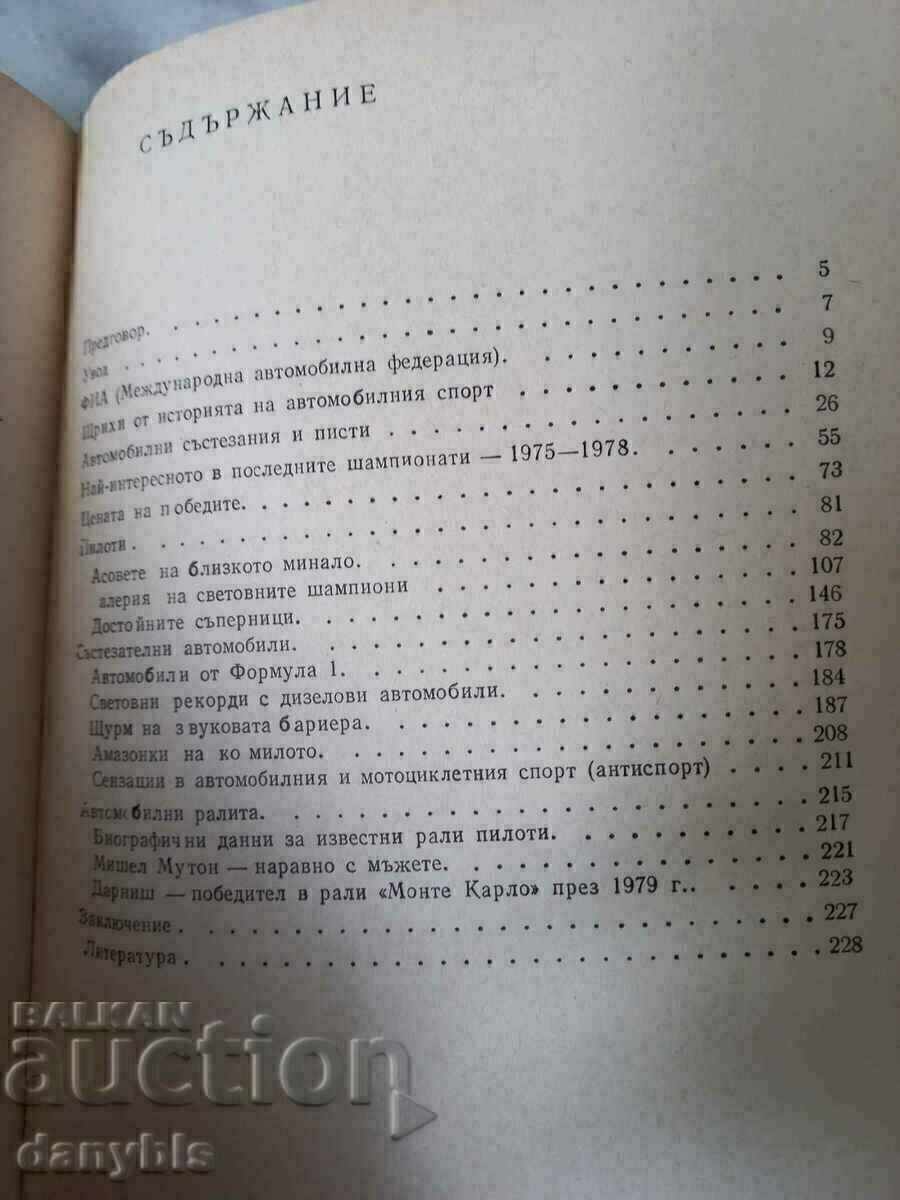 СЪДЪРЖАНИЕ
Предговор. . . . . . . . . . . . . . . . . . . . . . 5
Увод . . . . . . . . . . . . . . . . . . . . . . 7
ФИА (Международна автомобилна федерация). . . . . . . . . . 9
Щрихи от историята на автомобилния спорт . . . . . . . . . . 12
Автомобилни състезания и писти . . . . . . . . . . . . . . 26
Най-интересното в последните шампионати — 1975—1978. . . . . . 55
Цената на победите. . . . . . . . . . . . . . . . . . . . 73
Пилоти . . . . . . . . . . . . . . . . . . . . . . 81
Асовете на близкото минало. . . . . . . . . . . . . . . . 82
алерия на световните шампиони . . . . . . . . . . . . . . 107
Достойните съперници. . . . . . . . . . . . . . . . . . 146
Състезателни автомобили. . . . . . . . . . . . . . . . . . 175
Автомобили от Формула 1. . . . . . . . . . . . . . . . . 178
Световни рекорди с дизелови автомобили. . . . . . . . . . . 184
Щурм на звуковата бариера. . . . . . . . . . . . . . . . 187
Амазонки на ко милото. . . . . . . . . . . . . . . . . . 208
Сензации в автомобилния и мотоциклетния спорт (антиспорт) . . . . 211
Автомобилни ралита. . . . . . . . . . . . . . . . . . . . 215
Биографични данни за известни рали пилоти. . . . . . . . . . 217
Мишел Мутон — наравно с мъжете. . . . . . . . . . . . . . 221
Дарниш — победител в рали «Монте Карло» през 1979 г.. . . . . 223
Заключение . . . . . . . . . . . . . . . . . . . . . . 227
Литература . . . . . . . . . . . . . . . . . . . . . . 228
BALKAN
auction
danybls